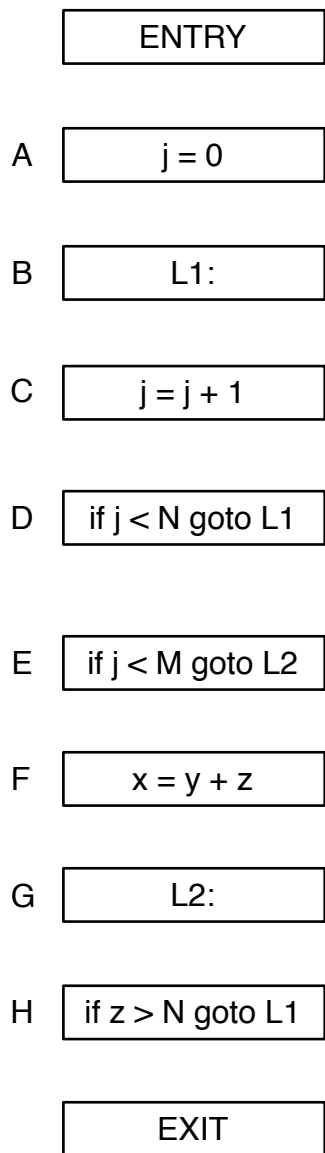 ENTRY
A j = 0
B L1:
C j = j + 1
D if j < N goto L1
E if j < M goto L2
F x = y + z
G L2:
H if z > N goto L1
EXIT